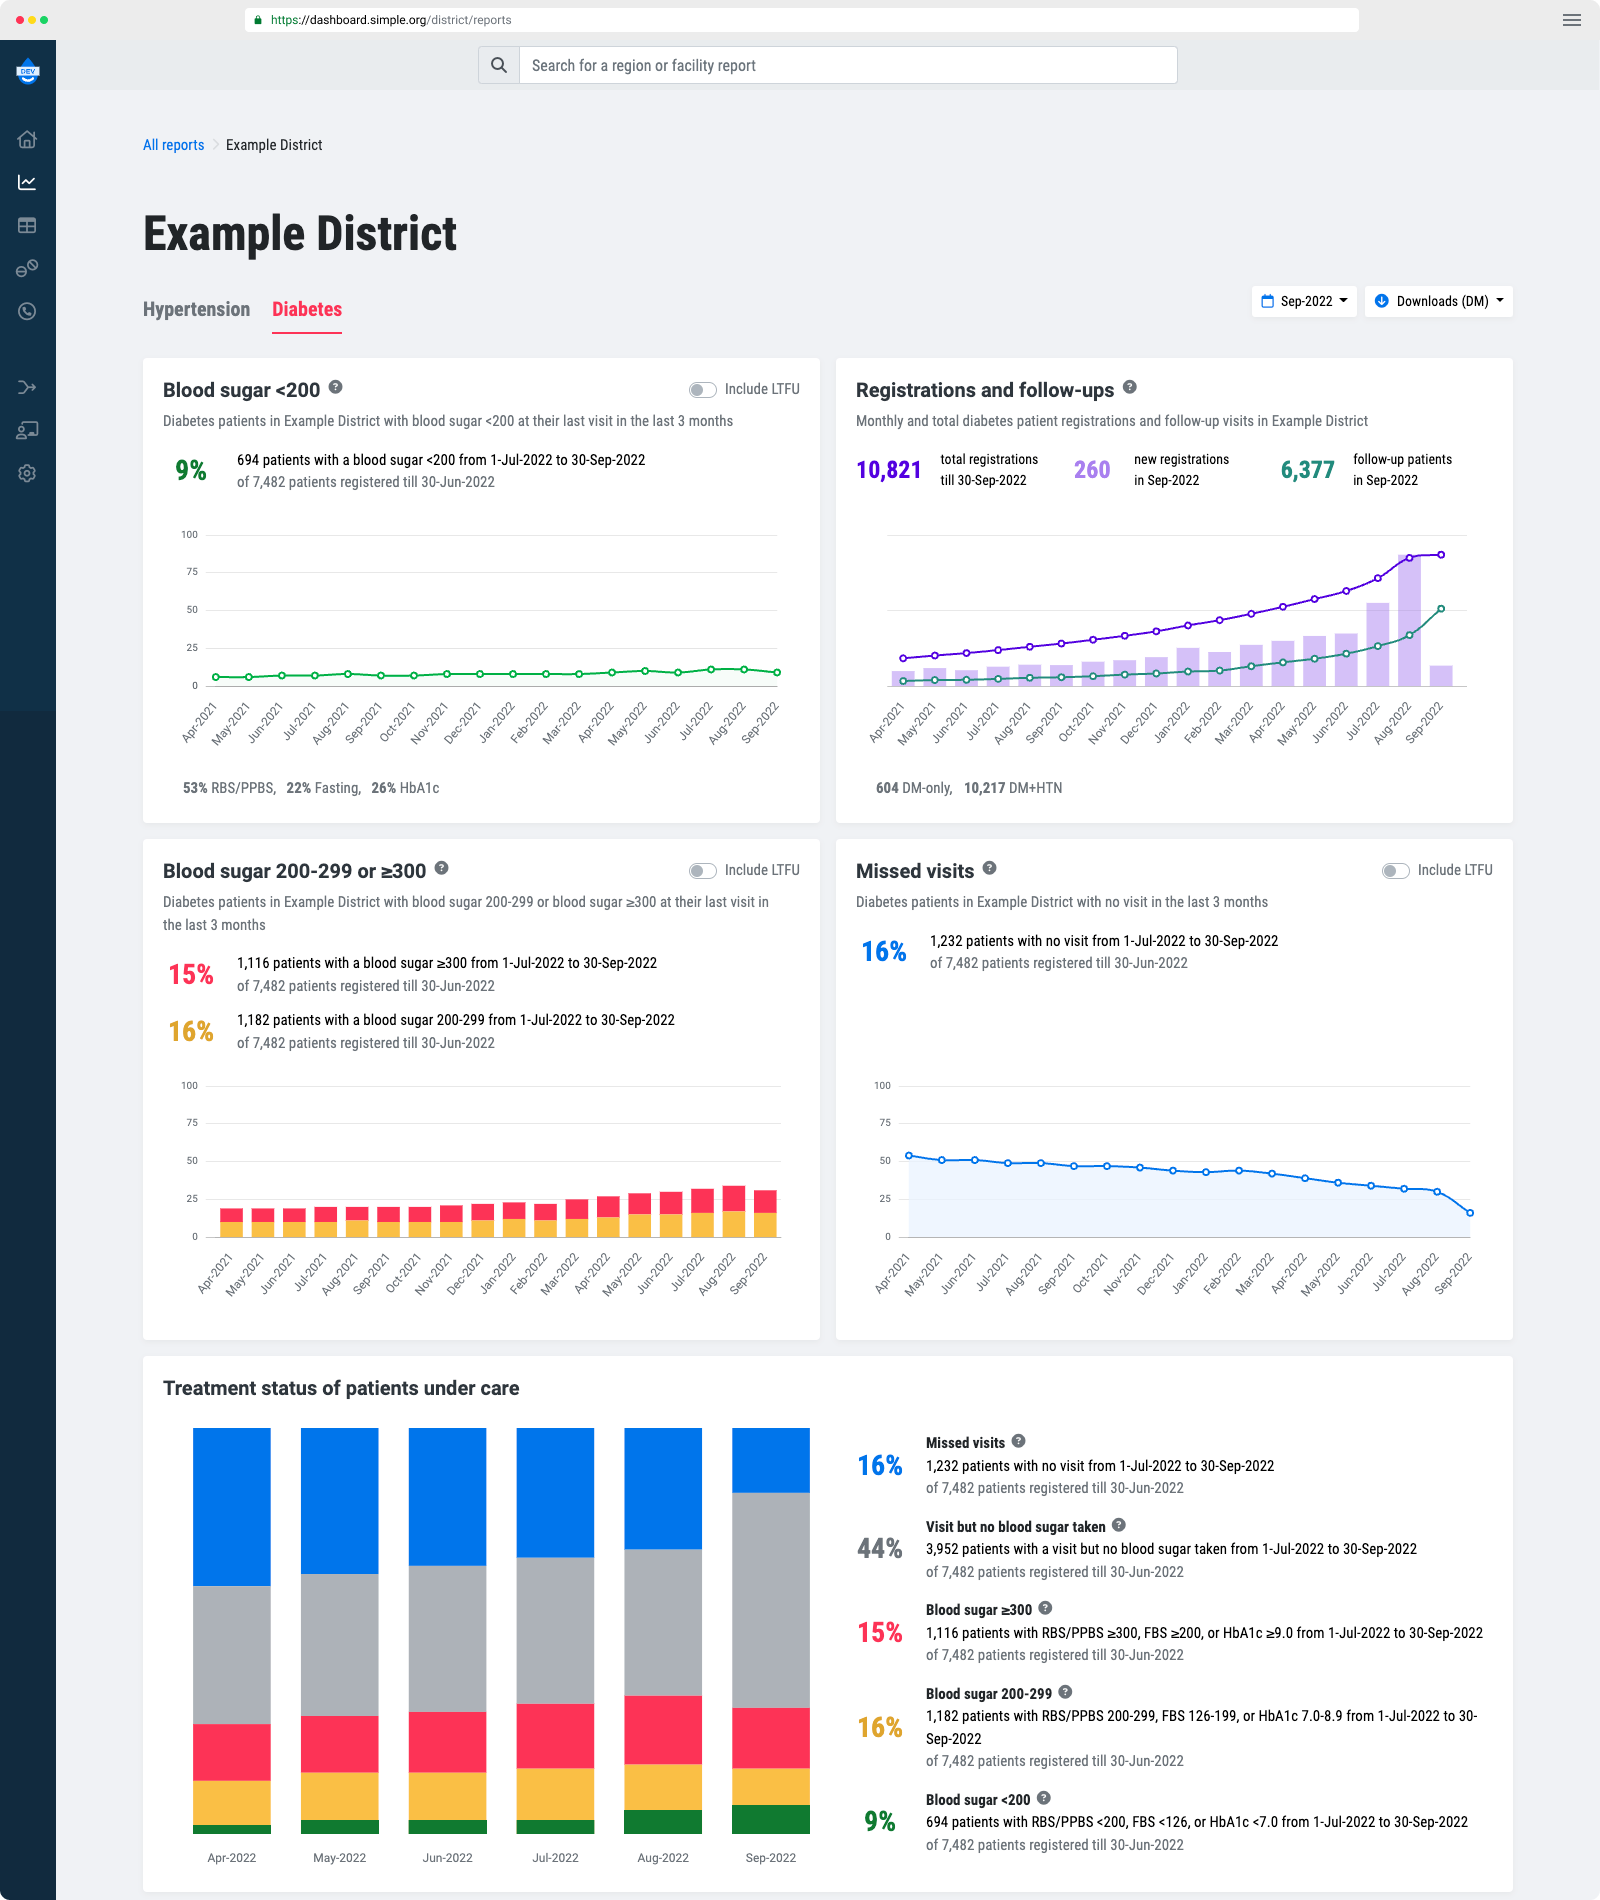 https://dashboard.simple.org/district/reports
DEV
Search for a region or facility report
All reports
Example District
Example District
Hypertension
Diabetes
Sep-2022
Downloads (DM)
Blood sugar <200 ?
Include LTFU
Diabetes patients in Example District with blood sugar <200 at their last visit in the last 3 months
9%
694 patients with a blood sugar <200 from 1-Jul-2022 to 30-Sep-2022
of 7,482 patients registered till 30-Jun-2022
100
75
50
25
0
Apr-2021
May-2021
Jun-2021
Jul-2021
Aug-2021
Sep-2021
Oct-2021
Nov-2021
Dec-2021
Jan-2022
Feb-2022
Mar-2022
Apr-2022
May-2022
Jun-2022
Jul-2022
Aug-2022
Sep-2022
53% RBS/PPBS, 22% Fasting, 26% HbA1c
Registrations and follow-ups ?
Monthly and total diabetes patient registrations and follow-up visits in Example District
10,821
total registrations
till 30-Sep-2022
260
new registrations
in Sep-2022
6,377
follow-up patients
in Sep-2022
Apr-2021
May-2021
Jun-2021
Jul-2021
Aug-2021
Sep-2021
Oct-2021
Nov-2021
Dec-2021
Jan-2022
Feb-2022
Mar-2022
Apr-2022
May-2022
Jun-2022
Jul-2022
Aug-2022
Sep-2022
604 DM-only, 10,217 DM+HTN
Blood sugar 200-299 or ≥300 ?
Include LTFU
Diabetes patients in Example District with blood sugar 200-299 or blood sugar ≥300 at their last visit in
the last 3 months
15%
1,116 patients with a blood sugar ≥300 from 1-Jul-2022 to 30-Sep-2022
of 7,482 patients registered till 30-Jun-2022
16%
1,182 patients with a blood sugar 200-299 from 1-Jul-2022 to 30-Sep-2022
of 7,482 patients registered till 30-Jun-2022
100
75
50
25
0
Apr-2021
May-2021
Jun-2021
Jul-2021
Aug-2021
Sep-2021
Oct-2021
Nov-2021
Dec-2021
Jan-2022
Feb-2022
Mar-2022
Apr-2022
May-2022
Jun-2022
Jul-2022
Aug-2022
Sep-2022
Missed visits ?
Include LTFU
Diabetes patients in Example District with no visit in the last 3 months
16%
1,232 patients with no visit from 1-Jul-2022 to 30-Sep-2022
of 7,482 patients registered till 30-Jun-2022
100
75
50
25
0
Apr-2021
May-2021
Jun-2021
Jul-2021
Aug-2021
Sep-2021
Oct-2021
Nov-2021
Dec-2021
Jan-2022
Feb-2022
Mar-2022
Apr-2022
May-2022
Jun-2022
Jul-2022
Aug-2022
Sep-2022
Treatment status of patients under care
Apr-2022
May-2022
Jun-2022
Jul-2022
Aug-2022
Sep-2022
16%
Missed visits ?
1,232 patients with no visit from 1-Jul-2022 to 30-Sep-2022
of 7,482 patients registered till 30-Jun-2022
44%
Visit but no blood sugar taken ?
3,952 patients with a visit but no blood sugar taken from 1-Jul-2022 to 30-Sep-2022
of 7,482 patients registered till 30-Jun-2022
15%
Blood sugar ≥300 ?
1,116 patients with RBS/PPBS ≥300, FBS ≥200, or HbA1c ≥9.0 from 1-Jul-2022 to 30-Sep-2022
of 7,482 patients registered till 30-Jun-2022
16%
Blood sugar 200-299 ?
1,182 patients with RBS/PPBS 200-299, FBS 126-199, or HbA1c 7.0-8.9 from 1-Jul-2022 to 30-
Sep-2022
of 7,482 patients registered till 30-Jun-2022
9%
Blood sugar <200 ?
694 patients with RBS/PPBS <200, FBS <126, or HbA1c <7.0 from 1-Jul-2022 to 30-Sep-2022
of 7,482 patients registered till 30-Jun-2022